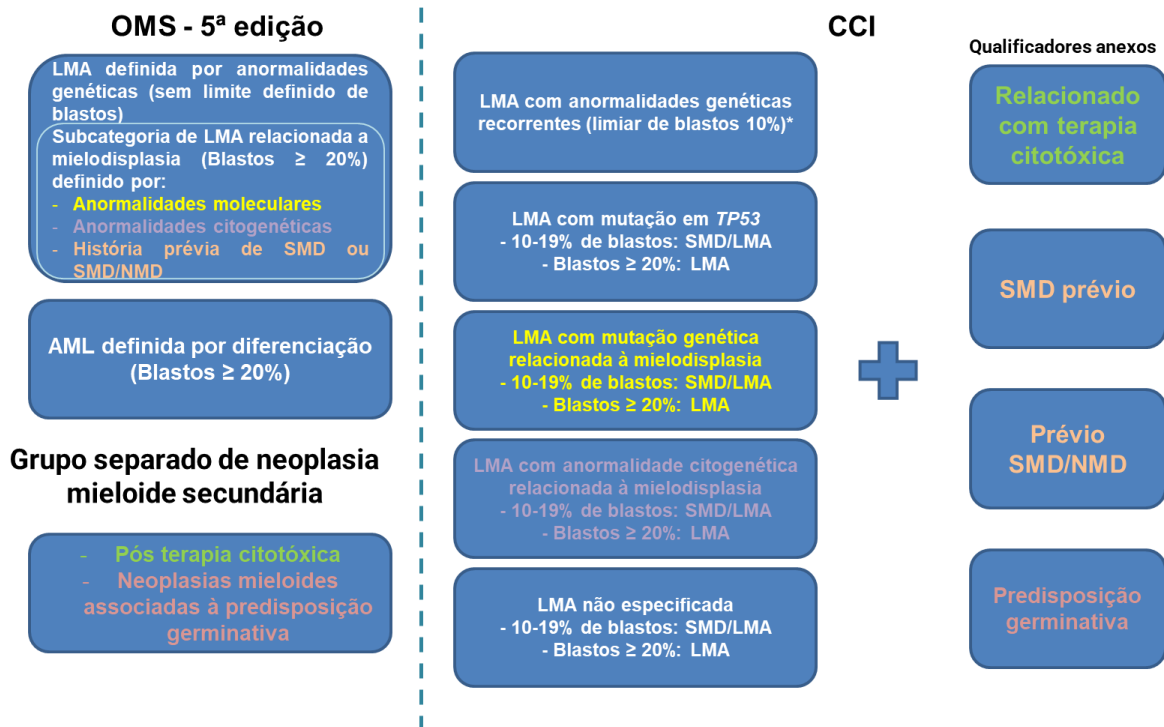 OMS - 5ª edição
LMA definida por anormalidades
genéticas (sem limite definido de
blastos)
Subcategoria de LMA relacionada a
mielodisplasia (Blastos ≥ 20%)
definido por:
- Anormalidades moleculares
- Anormalidades citogenéticas
- História prévia de SMD ou
SMD/NMD
AML definida por diferenciação
(Blastos ≥ 20%)
Grupo separado de neoplasia
mieloide secundária
- Pós terapia citotóxica
- Neoplasias mieloides
associadas à predisposição
germinativa
CCI
LMA com anormalidades genéticas
recorrentes (limiar de blastos 10%)*
LMA com mutação em TP53
- 10-19% de blastos: SMD/LMA
- Blastos ≥ 20%: LMA
LMA com mutação genética
relacionada à mielodisplasia
- 10-19% de blastos: SMD/LMA
- Blastos ≥ 20%: LMA
LMA com anormalidade citogenética
relacionada à mielodisplasia
- 10-19% de blastos: SMD/LMA
- Blastos ≥ 20%: LMA
LMA não especificada
- 10-19% de blastos: SMD/LMA
- Blastos ≥ 20%: LMA
Qualificadores anexos
Relacionado
com terapia
citotóxica
SMD prévio
Prévio
SMD/NMD
Predisposição
germinativa